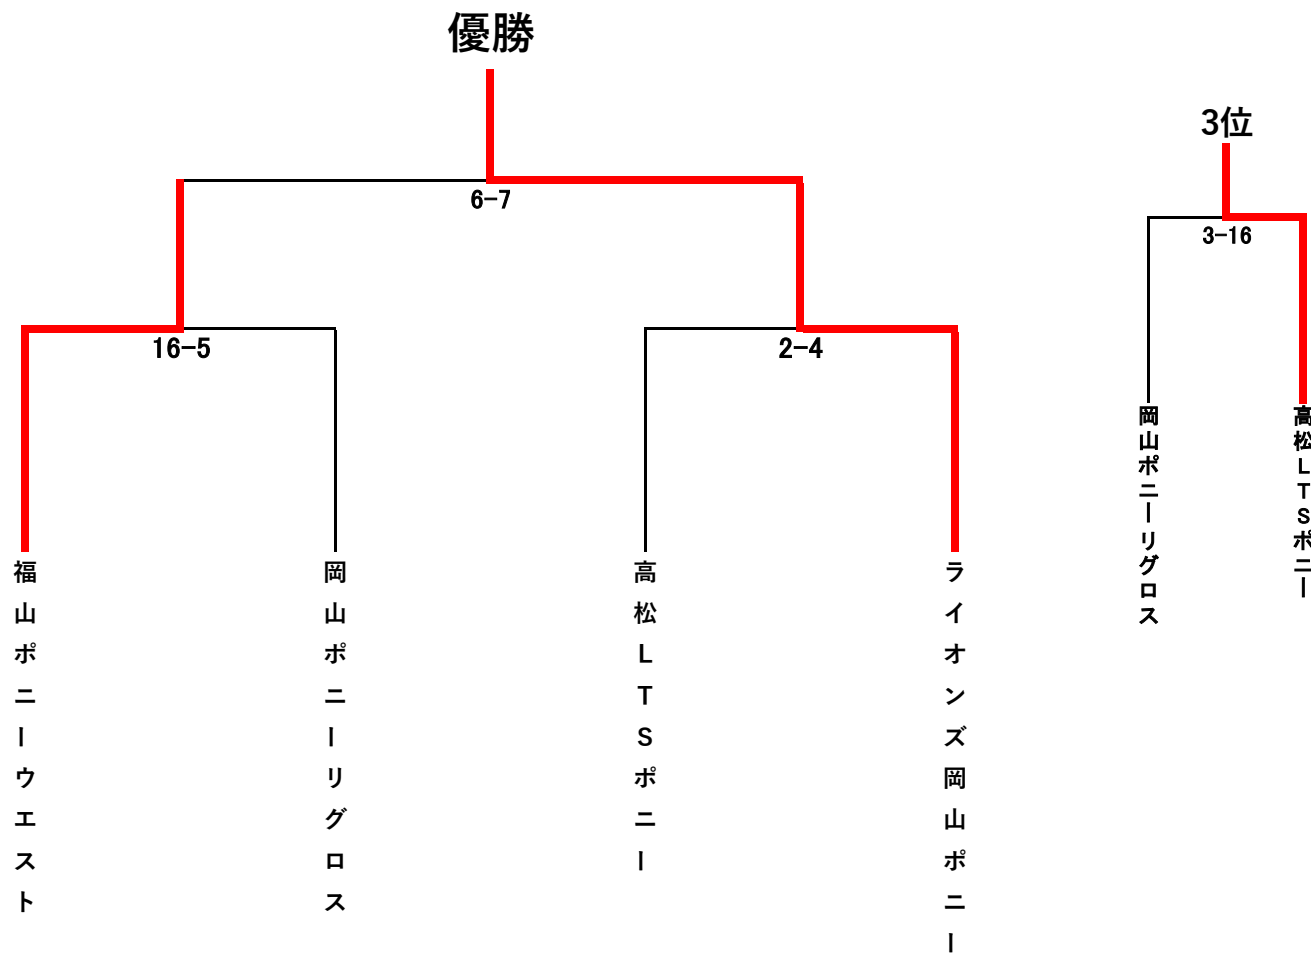 優勝
3位
6-7
3-16
16-5
2-4
岡山ポニーリグロス
高松LTSポニー
福山ポニーウエスト
岡山ポニーリグロス
高松LTSポニー
ライオンズ岡山ポニー